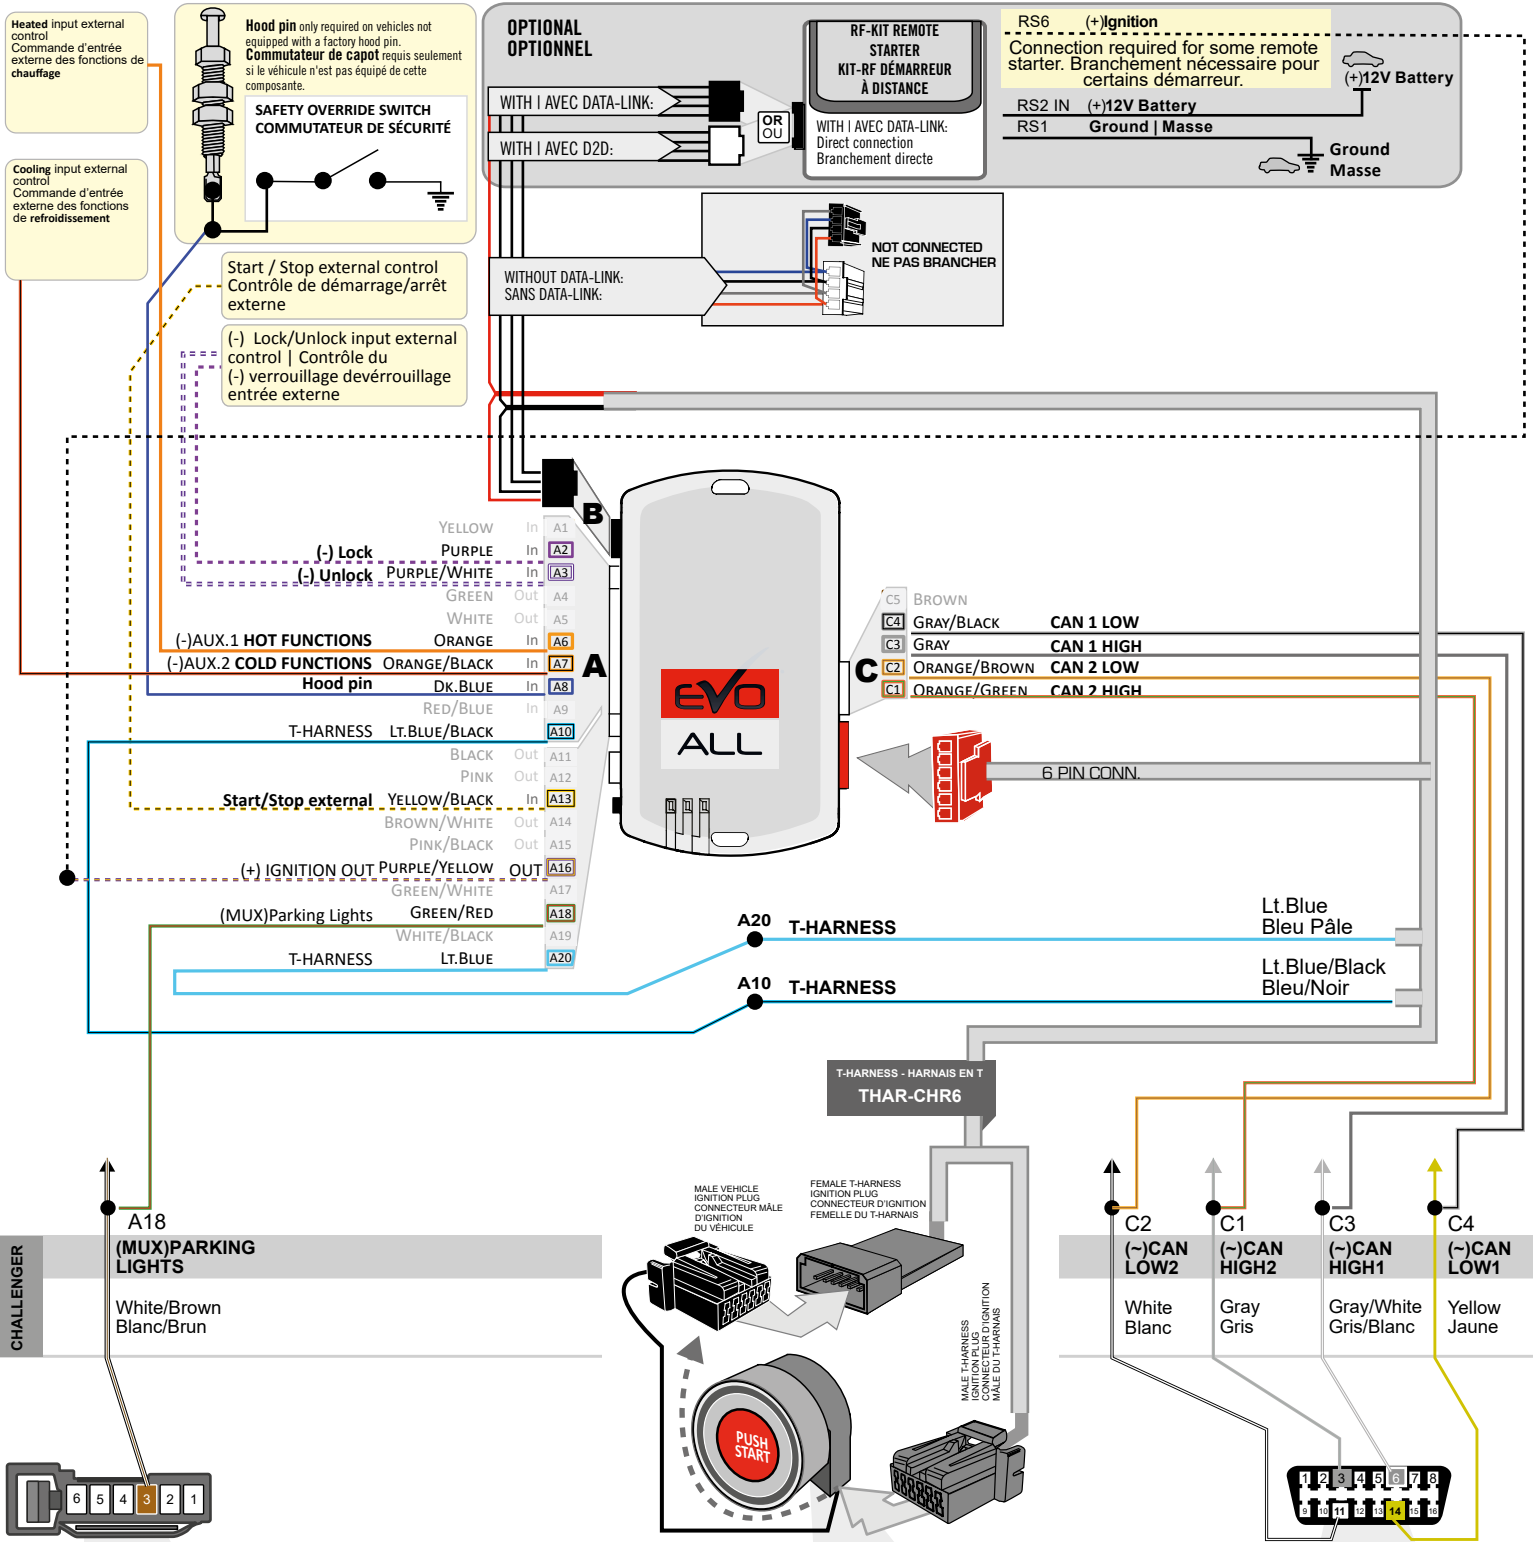 Heated input external
control
Commande d'entrée
externe des fonctions de
chauffage
Cooling input external
control
Commande d'entrée
externe des fonctions
de refroidissement
Hood pin only required on vehicles not
equipped with a factory hood pin.
Commutateur de capot requis seulement
si le véhicule n'est pas équipé de cette
composante.
SAFETY OVERRIDE SWITCH
COMMUTATEUR DE SÉCURITÉ
Start / Stop external control
Contrôle de démarrage/arrêt
externe
(-) Lock/Unlock input external
control | Contrôle du
(-) verrouillage devérrouillage
entrée externe
OPTIONAL
OPTIONNEL
WITH | AVEC DATA-LINK:
WITH | AVEC D2D:
OR
OU
RF-KIT REMOTE
STARTER
KIT-RF DÉMARREUR
À DISTANCE
WITH | AVEC DATA-LINK:
Direct connection
Branchement directe
RS6 (+)Ignition
Connection required for some remote
starter. Branchement nécessaire pour
certains démarreur.
(+)12V Battery
RS2 IN (+)12V Battery
RS1 Ground | Masse
Ground
Masse
WITHOUT DATA-LINK:
SANS DATA-LINK:
NOT CONNECTED
NE PAS BRANCHER
B
A
C
YELLOW In A1
(-) Lock PURPLE In A2
(-) Unlock PURPLE/WHITE In A3
GREEN Out A4
WHITE Out A5
(-)AUX.1 HOT FUNCTIONS ORANGE In A6
(-)AUX.2 COLD FUNCTIONS ORANGE/BLACK In A7
Hood pin DK.BLUE In A8
RED/BLUE In A9
T-HARNESS LT.BLUE/BLACK A10
BLACK Out A11
PINK Out A12
Start/Stop external YELLOW/BLACK In A13
BROWN/WHITE Out A14
PINK/BLACK Out A15
(+) IGNITION OUT PURPLE/YELLOW OUT A16
GREEN/WHITE A17
(MUX)Parking Lights GREEN/RED A18
WHITE/BLACK A19
T-HARNESS LT.BLUE A20
EVO
ALL
C5 BROWN
C4 GRAY/BLACK CAN 1 LOW
C3 GRAY CAN 1 HIGH
C2 ORANGE/BROWN CAN 2 LOW
C1 ORANGE/GREEN CAN 2 HIGH
6 PIN CONN.
A20 T-HARNESS
Lt.Blue
Bleu Pâle
A10 T-HARNESS
Lt.Blue/Black
Bleu/Noir
T-HARNESS - HARNAIS EN T
THAR-CHR6
MALE VEHICLE
IGNITION PLUG
CONNECTEUR MÂLE
D'IGNITION
DU VÉHICULE
FEMALE T-HARNESS
IGNITION PLUG
CONNECTEUR D'IGNITION
FEMELLE DU T-HARNAIS
MALE T-HARNESS
IGNITION PLUG
CONNECTEUR D'IGNITION
MÂLE DU T-HARNAIS
PUSH
START
CHALLENGER
A18
(MUX)PARKING
LIGHTS
White/Brown
Blanc/Brun
6 5 4 3 2 1
C2
(~)CAN
LOW2
White
Blanc
C1
(~)CAN
HIGH2
Gray
Gris
C3
(~)CAN
HIGH1
Gray/White
Gris/Blanc
C4
(~)CAN
LOW1
Yellow
Jaune
1 2 3 4 5 6 7 8
9 10 11 12 13 14 15 16